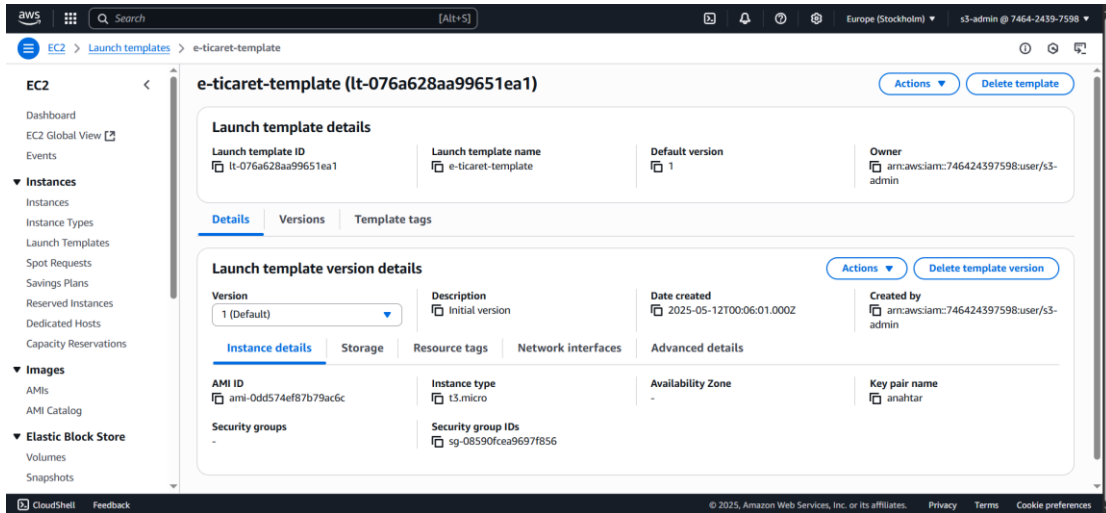 aws
Search
[Alt+S]
Europe (Stockholm) ▼
s3-admin @ 7464-2439-7598 ▼
EC2 > Launch templates > e-ticaret-template
EC2
Dashboard
EC2 Global View
Events
▼ Instances
Instances
Instance Types
Launch Templates
Spot Requests
Savings Plans
Reserved Instances
Dedicated Hosts
Capacity Reservations
▼ Images
AMIs
AMI Catalog
▼ Elastic Block Store
Volumes
Snapshots
e-ticaret-template (lt-076a628aa99651ea1)
Actions ▼
Delete template
Launch template details
Launch template ID
lt-076a628aa99651ea1
Launch template name
e-ticaret-template
Default version
1
Owner
arn:aws:iam::746424397598:user/s3-
admin
Details
Versions
Template tags
Launch template version details
Actions ▼
Delete template version
Version
1 (Default)
Description
Initial version
Date created
2025-05-12T00:06:01.000Z
Created by
arn:aws:iam::746424397598:user/s3-
admin
Instance details
Storage
Resource tags
Network interfaces
Advanced details
AMI ID
ami-0dd574ef87b79ac6c
Instance type
t3.micro
Availability Zone
-
Key pair name
anahtar
Security groups
-
Security group IDs
sg-08590fcea9697f856
CloudShell
Feedback
© 2025, Amazon Web Services, Inc. or its affiliates.
Privacy
Terms
Cookie preferences